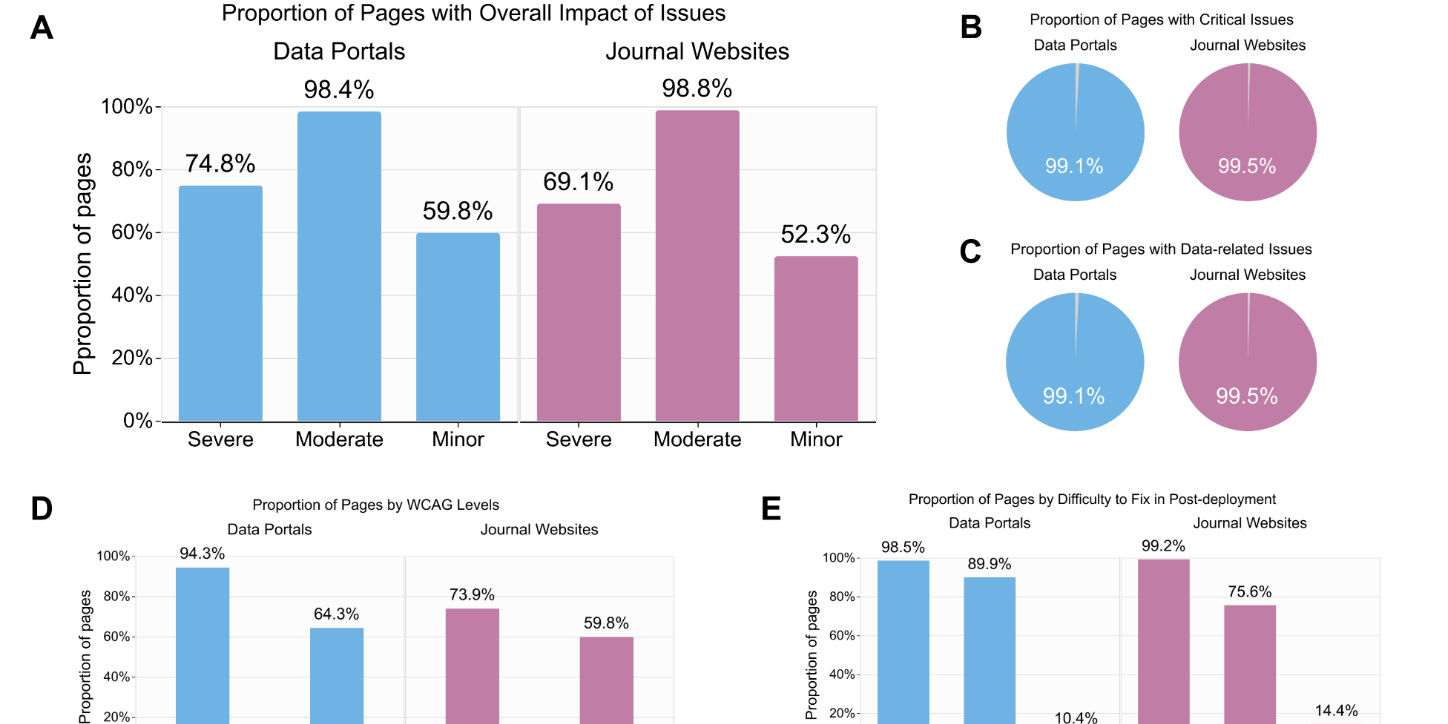 A
Proportion of Pages with Overall Impact of Issues
Data Portals
Journal Websites
Pproportion of pages
100%
80%
60%
40%
20%
0%
74.8%
98.4%
59.8%
69.1%
98.8%
52.3%
Severe
Moderate
Minor
Severe
Moderate
Minor
B
Proportion of Pages with Critical Issues
Data Portals
Journal Websites
99.1%
99.5%
C
Proportion of Pages with Data-related Issues
Data Portals
Journal Websites
99.1%
99.5%
D
Proportion of Pages by WCAG Levels
Data Portals
Journal Websites
Proportion of pages
100%
80%
60%
40%
20%
94.3%
64.3%
73.9%
59.8%
E
Proportion of Pages by Difficulty to Fix in Post-deployment
Data Portals
Journal Websites
Proportion of pages
100%
80%
60%
40%
20%
98.5%
89.9%
10.4%
99.2%
75.6%
14.4%